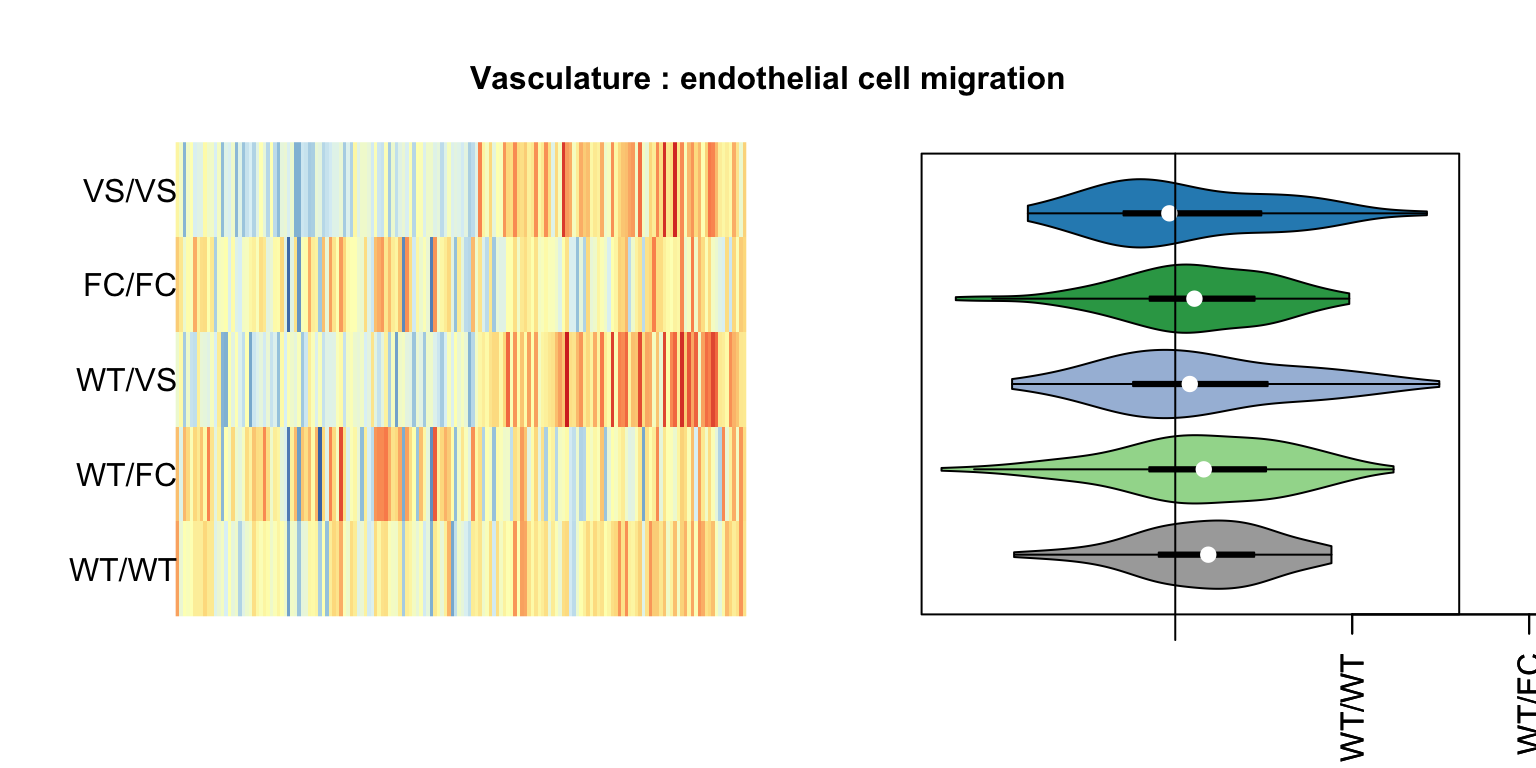 Vasculature : endothelial cell migration
VS/VS
FC/FC
WT/VS
WT/FC
WT/WT
WT/WT
WT/FC